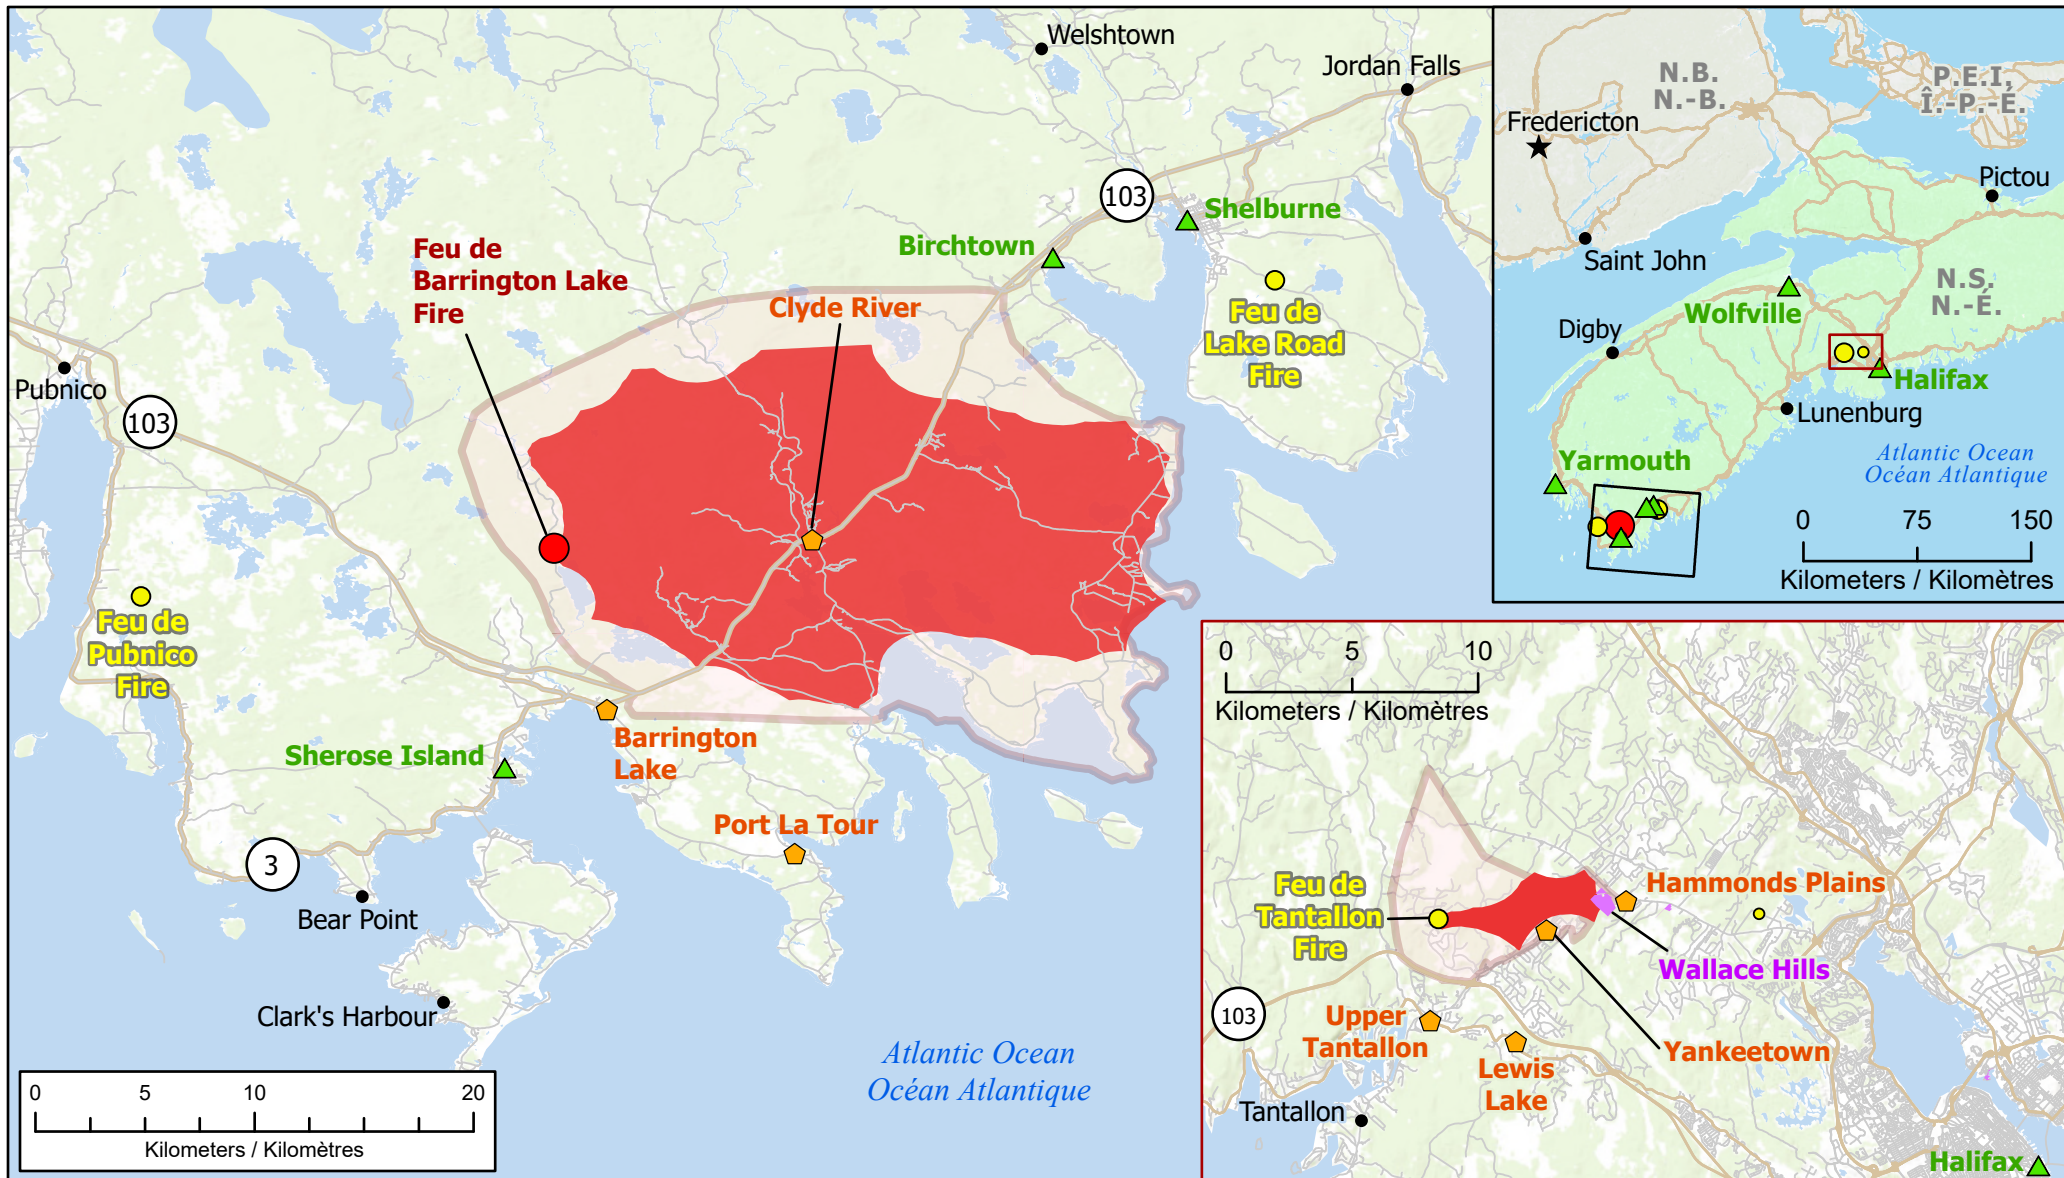 Welshtown
Jordan Falls
103
Shelburne
Birchtown
Feu de
Barrington Lake
Fire
Clyde River
Feu de
Lake Road
Fire
Pubnico
103
Feu de
Pubnico
Fire
Sherose Island
Barrington
Lake
Port La Tour
3
Bear Point
Clark's Harbour
Atlantic Ocean
Océan Atlantique
0 5 10 20
Kilometers / Kilomètres
N.B.
N.-B.
P.E.I.
Î.-P.-É.
Fredericton
Pictou
Saint John
N.S.
N.-É.
Wolfville
Digby
Halifax
Lunenburg
Atlantic Ocean
Océan Atlantique
Yarmouth
0 75 150
Kilometers / Kilomètres
0 5 10
Kilometers / Kilomètres
Feu de
Tantallon
Fire
Hammonds Plains
Wallace Hills
103
Upper
Tantallon
Yankeetown
Lewis
Lake
Tantallon
Halifax